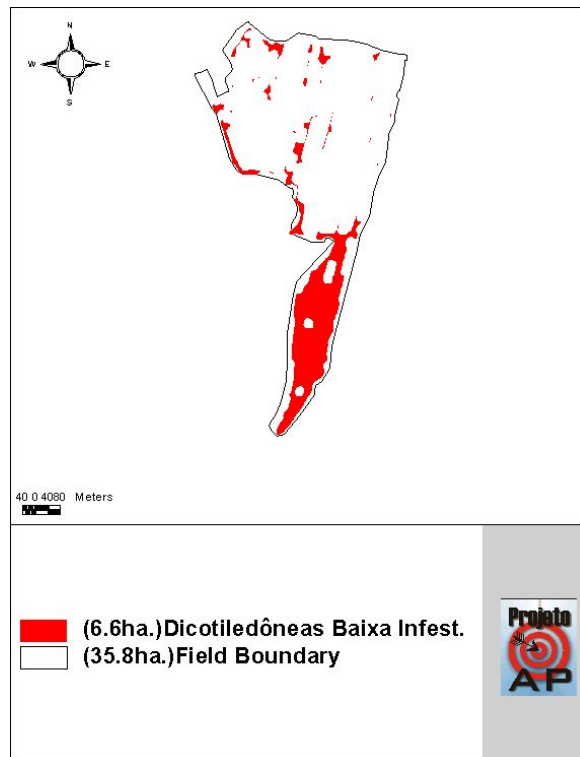 N
W E
S
40 0 4080 Meters
(6.6ha.)Dicotiledôneas Baixa Infest.
(35.8ha.)Field Boundary
Projeto
AP